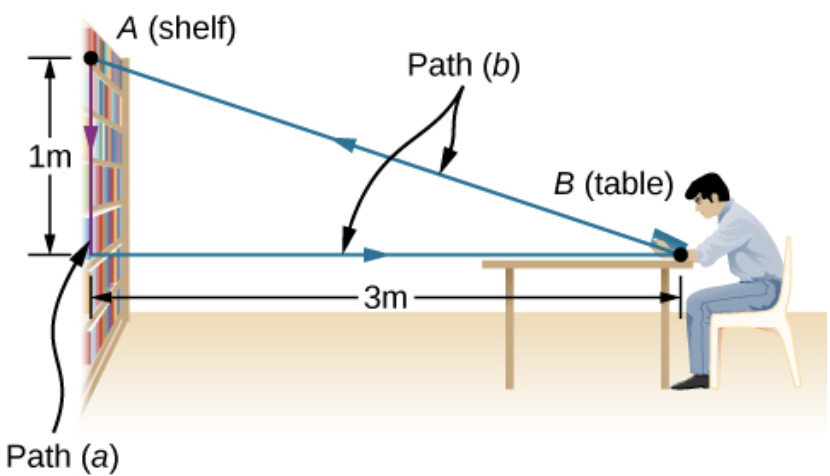 A (shelf)
Path (b)
1m
B (table)
3m
Path (a)